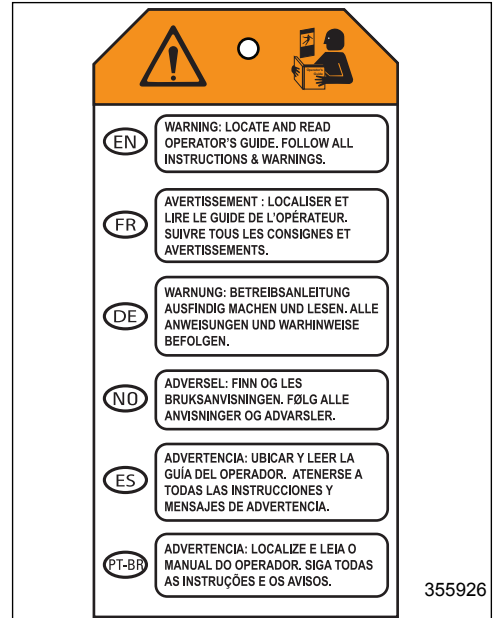 EN
WARNING: LOCATE AND READ
OPERATOR'S GUIDE. FOLLOW ALL
INSTRUCTIONS & WARNINGS.
FR
AVERTISSEMENT : LOCALISER ET
LIRE LE GUIDE DE L'OPÉRATEUR.
SUIVRE TOUS LES CONSIGNES ET
AVERTISSEMENTS.
DE
WARNUNG: BETREIBSANLEITUNG
AUSFINDIG MACHEN UND LESEN. ALLE
ANWEISUNGEN UND WARHINWEISE
BEFOLGEN.
NO
ADVERSEL: FINN OG LES
BRUKSANVISNINGEN. FØLG ALLE
ANVISNINGER OG ADVARSLER.
ES
ADVERTENCIA: UBICAR Y LEER LA
GUÍA DEL OPERADOR. ATENERSE A
TODAS LAS INSTRUCCIONES Y
MENSAJES DE ADVERTENCIA.
PT-BR
ADVERTENCIA: LOCALIZE E LEIA O
MANUAL DO OPERADOR. SIGA TODAS
AS INSTRUÇÕES E OS AVISOS.
355926